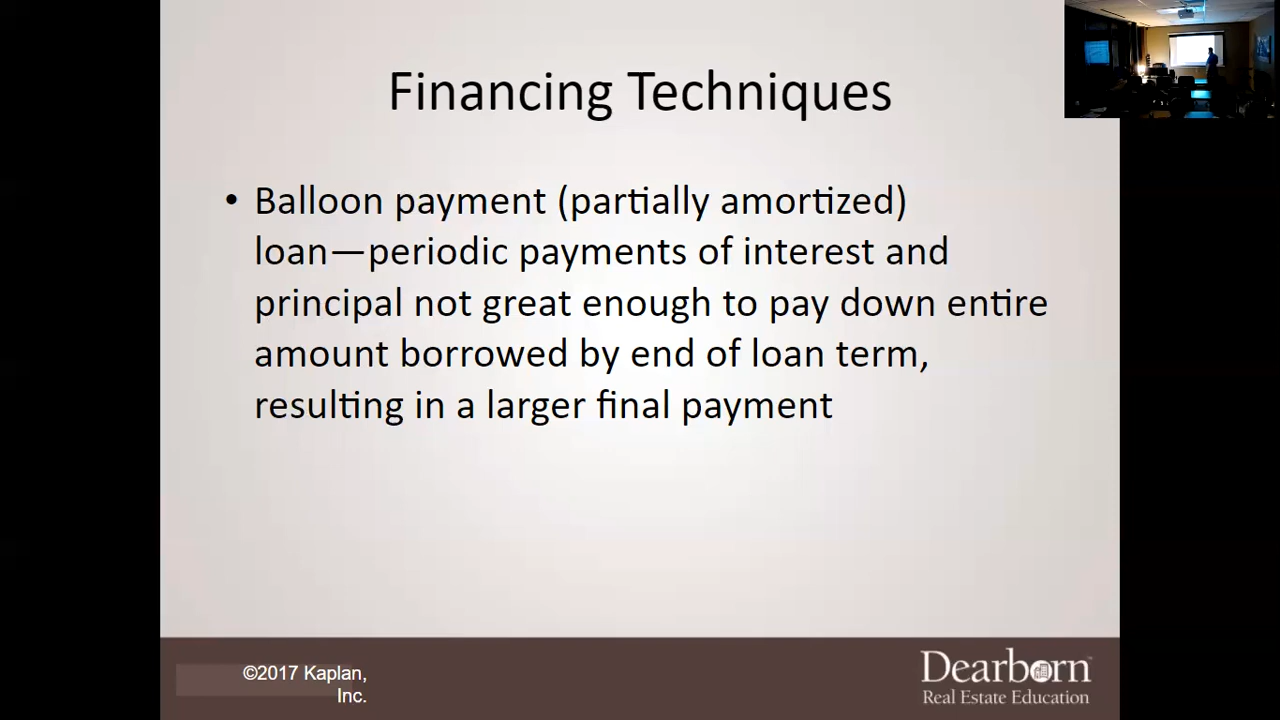 Financing Techniques
• Balloon payment (partially amortized)
loan—periodic payments of interest and
principal not great enough to pay down entire
amount borrowed by end of loan term,
resulting in a larger final payment
©2017 Kaplan,
Inc.
Dearborn™
Real Estate Education